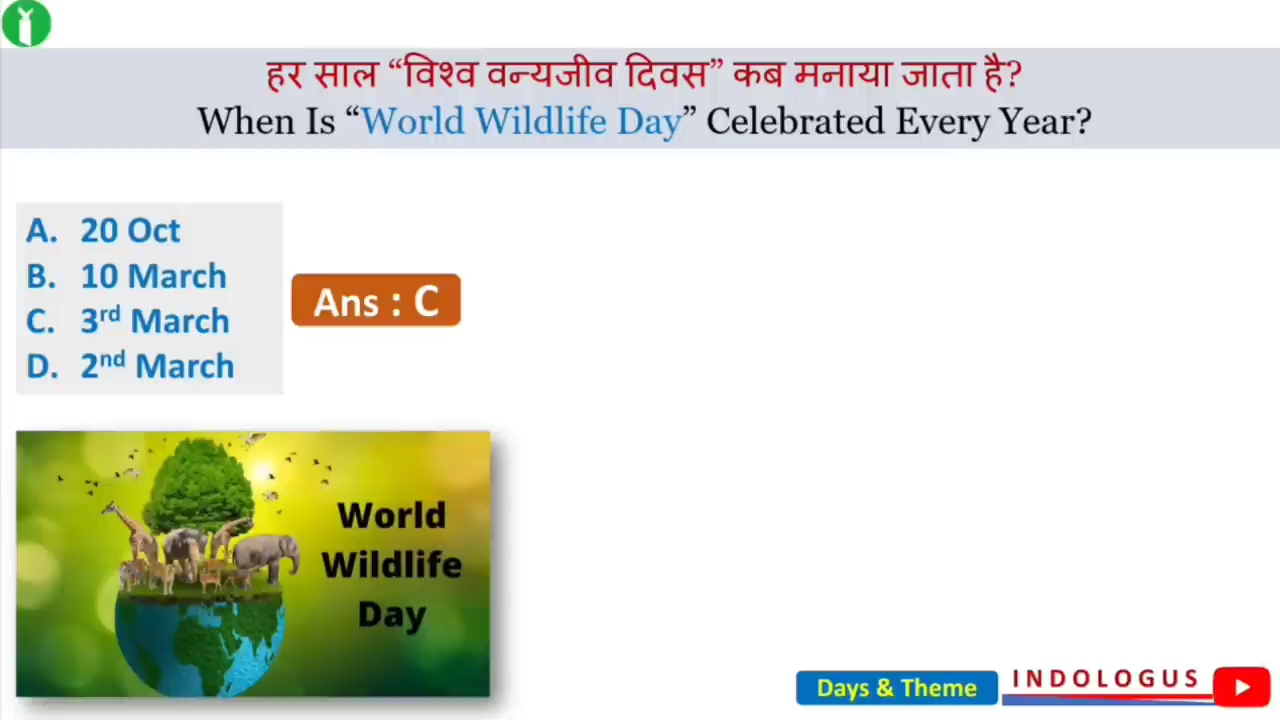 हर साल “विश्व वन्यजीव दिवस” कब मनाया जाता है?
When Is “World Wildlife Day” Celebrated Every Year?
A. 20 Oct
B. 10 March
C. 3rd March
D. 2nd March
Ans : C
World
Wildlife
Day
Days & Theme
INDOLOGUS